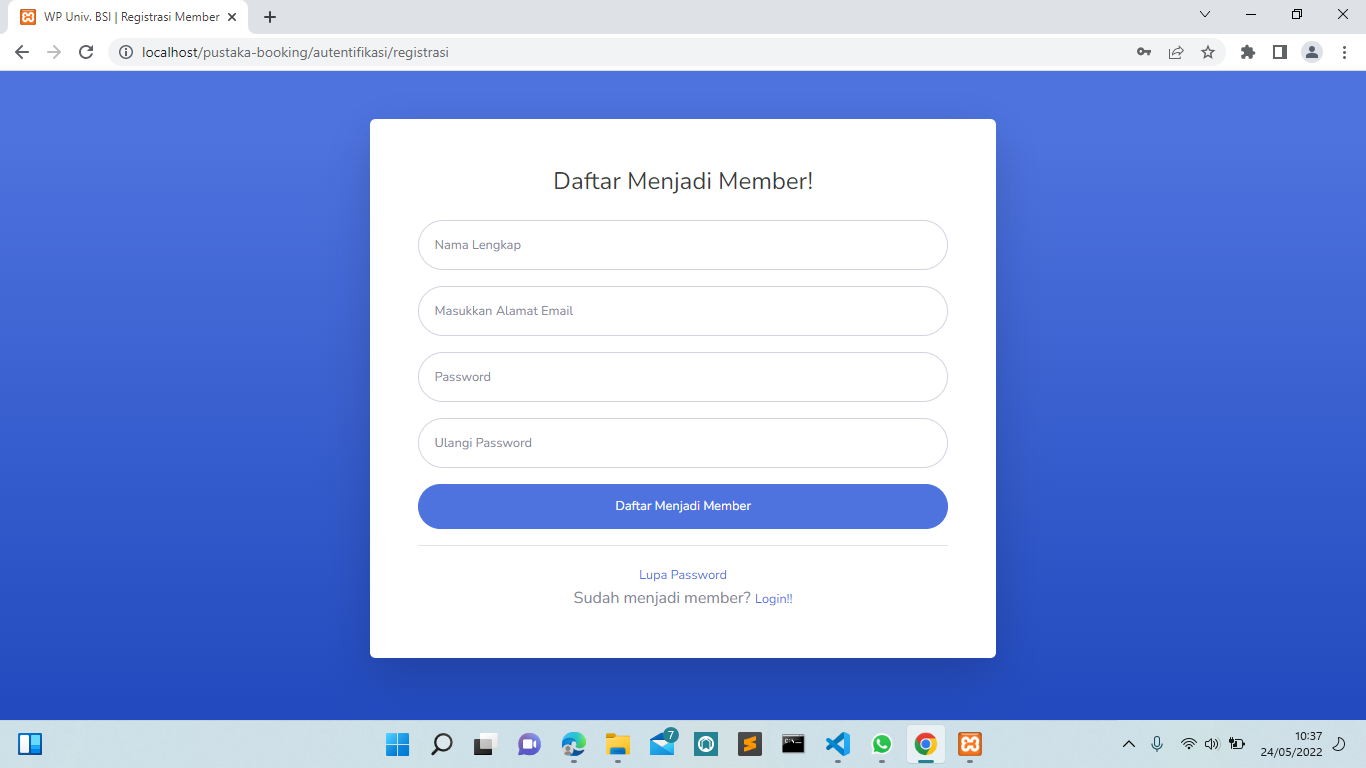 WP Univ. BSI | Registrasi Member
localhost/pustaka-booking/autentifikasi/registrasi
Daftar Menjadi Member!
Nama Lengkap
Masukkan Alamat Email
Password
Ulangi Password
Daftar Menjadi Member
Lupa Password
Sudah menjadi member? Login!!
7
10:37
24/05/2022